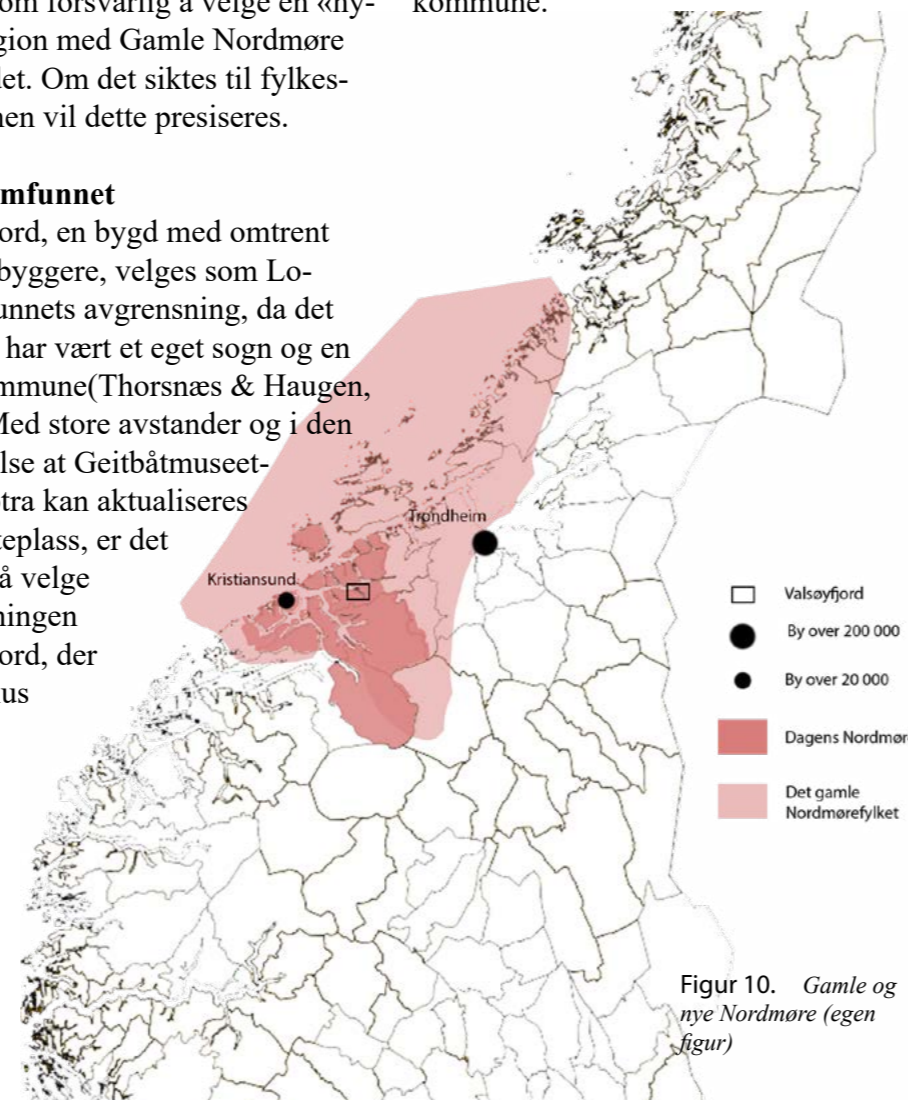 om forsvarlig å velge en «ny-
gion med Gamle Nordmøre
let. Om det siktes til fylkes-
nen vil dette presiseres.
mfunnet
ord, en bygd med omtrent
byggere, velges som Lo-
unnets avgrensning, da det
har vært et eget sogn og en
mmune(Thorsnæs & Haugen,
Med store avstander og i den
lse at Geitbåtmuseet-
tra kan aktualiseres
teplass, er det
å velge
ningen
ord, der
us
kommune.
Trondheim
Kristiansund
Valsøyfjord
By over 200 000
By over 20 000
Dagens Nordmør
Det gamle
Nordmørefylket
Figur 10. Gamle og
nye Nordmøre (egen
figur)